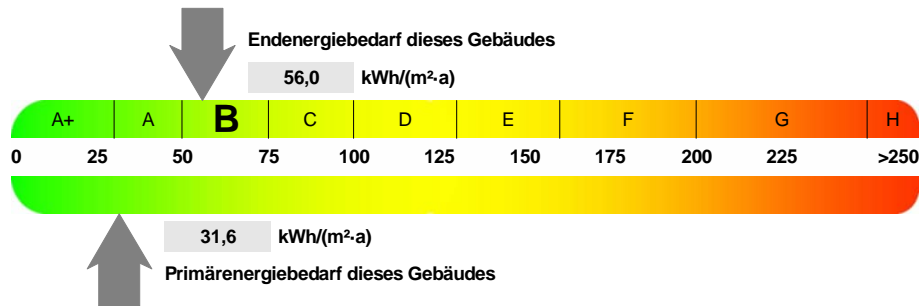 Endenergiebedarf dieses Gebäudes
56,0 kWh/(m²·a)
A+ A B C D E F G H
0 25 50 75 100 125 150 175 200 225 >250
31,6 kWh/(m²·a)
Primärenergiebedarf dieses Gebäudes